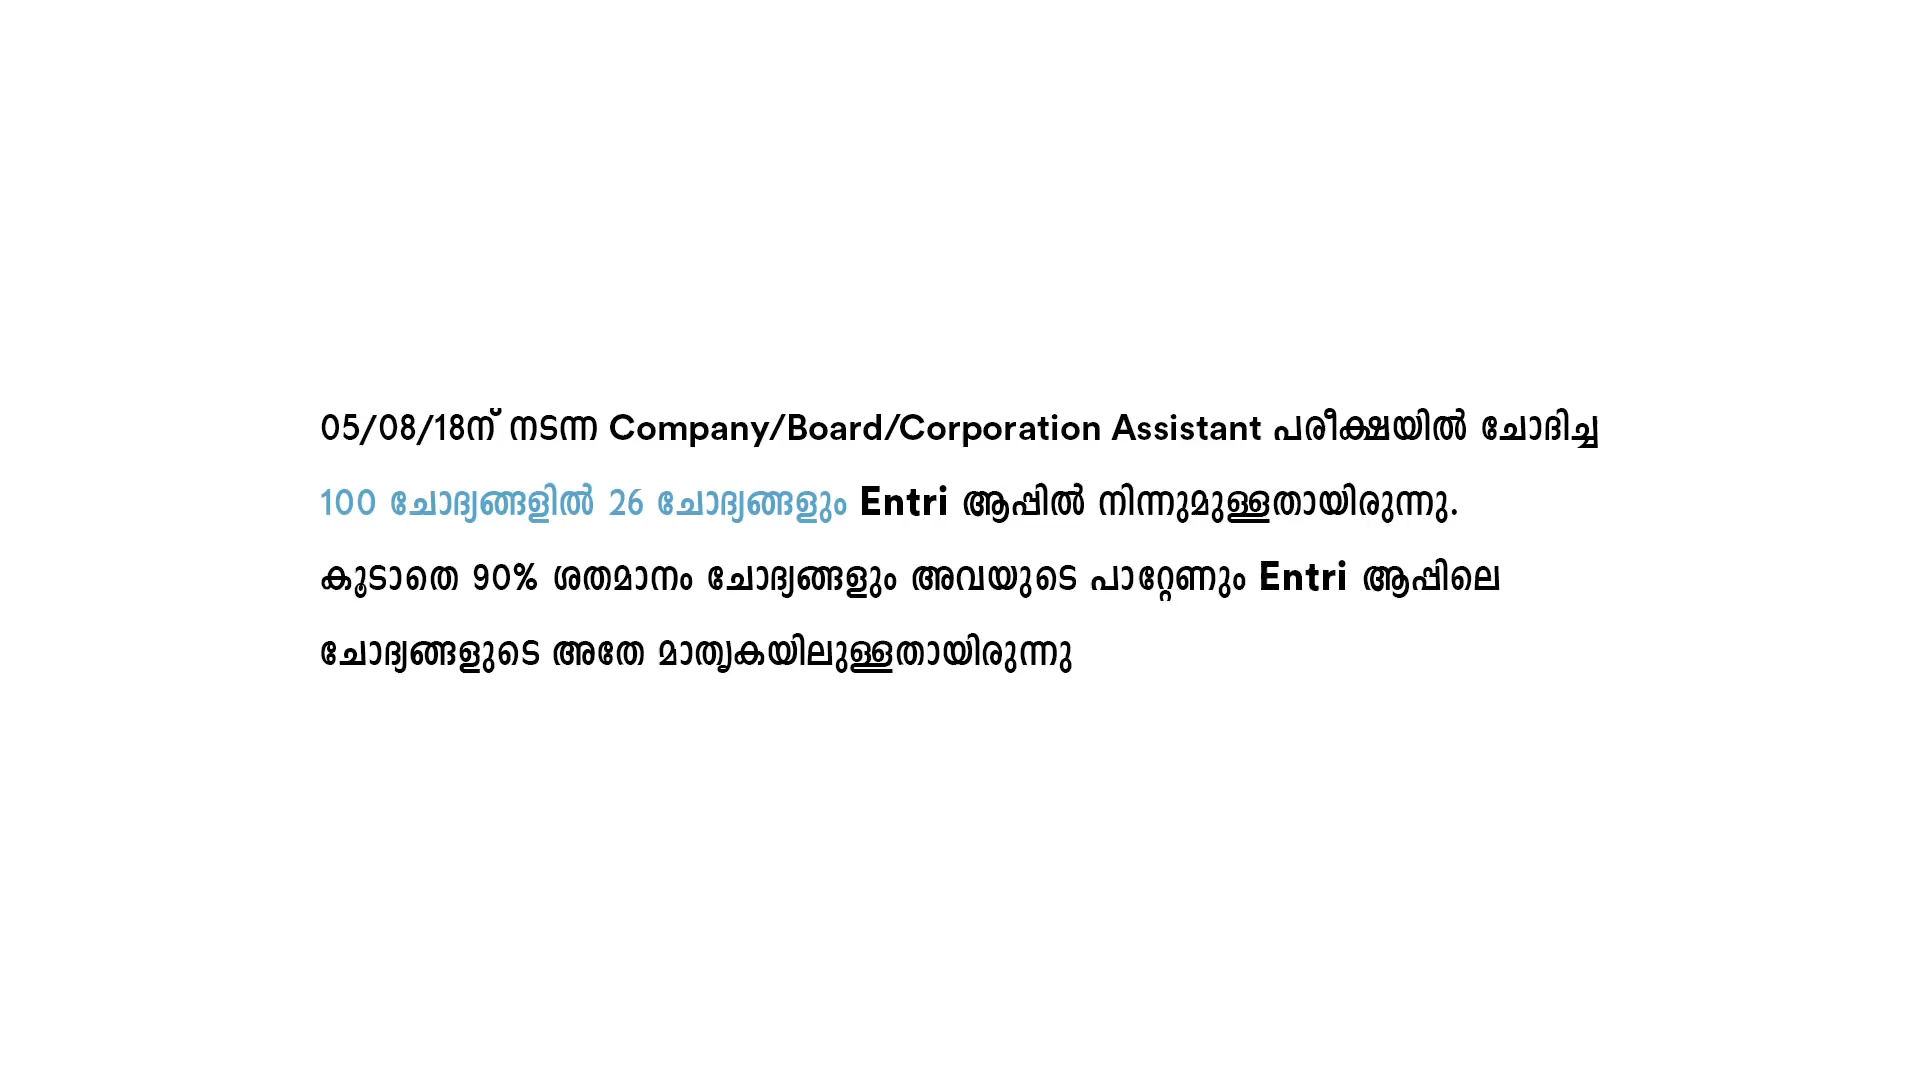 05/08/18ന് നടന്ന Company/Board/Corporation Assistant പരീക്ഷയിൽ ചോദിച്ച
100 ചോദ്യങ്ങളിൽ 26 ചോദ്യങ്ങളും Entri ആപ്പിൽ നിന്നുമുള്ളതായിരുന്നു.
കൂടാതെ 90% ശതമാനം ചോദ്യങ്ങളും അവയുടെ പാറ്റേണും Entri ആപ്പിലെ
ചോദ്യങ്ങളുടെ അതേ മാതൃകയിലുള്ളതായിരുന്നു